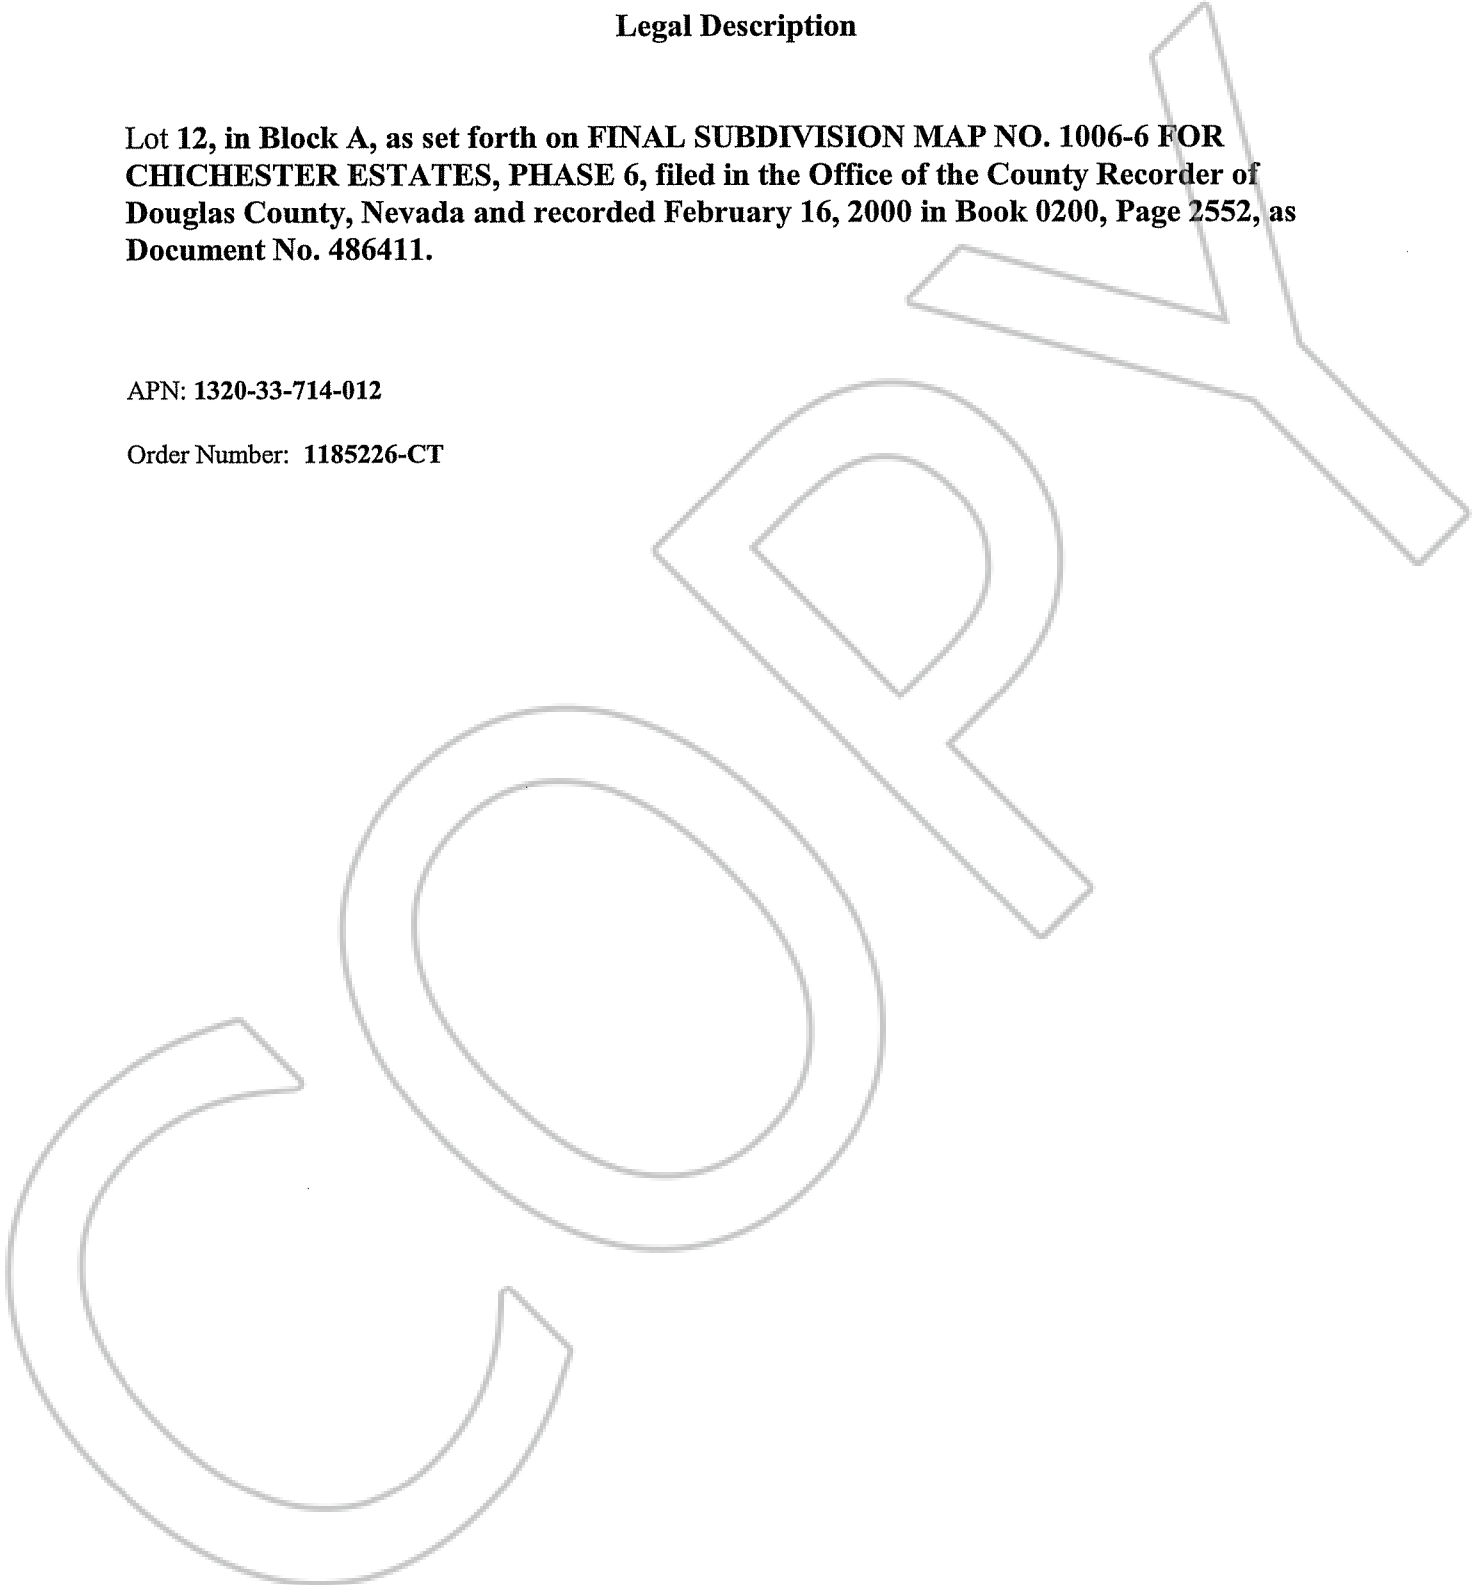 Legal Description
Lot 12, in Block A, as set forth on FINAL SUBDIVISION MAP NO. 1006-6 FOR
CHICHESTER ESTATES, PHASE 6, filed in the Office of the County Recorder of
Douglas County, Nevada and recorded February 16, 2000 in Book 0200, Page 2552, as
Document No. 486411.
APN: 1320-33-714-012
Order Number: 1185226-CT
COPY